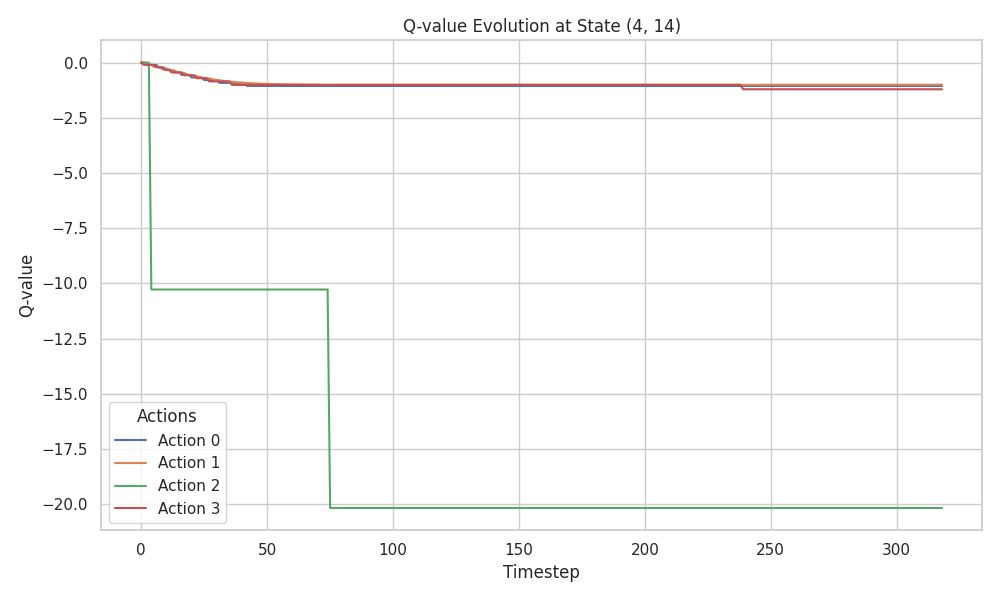 Q-value Evolution at State (4, 14)
0.0
−2.5
−5.0
−7.5
−10.0
−12.5
−15.0
−17.5
−20.0
Q-value
Actions
Action 0
Action 1
Action 2
Action 3
0 50 100 150 200 250 300
Timestep